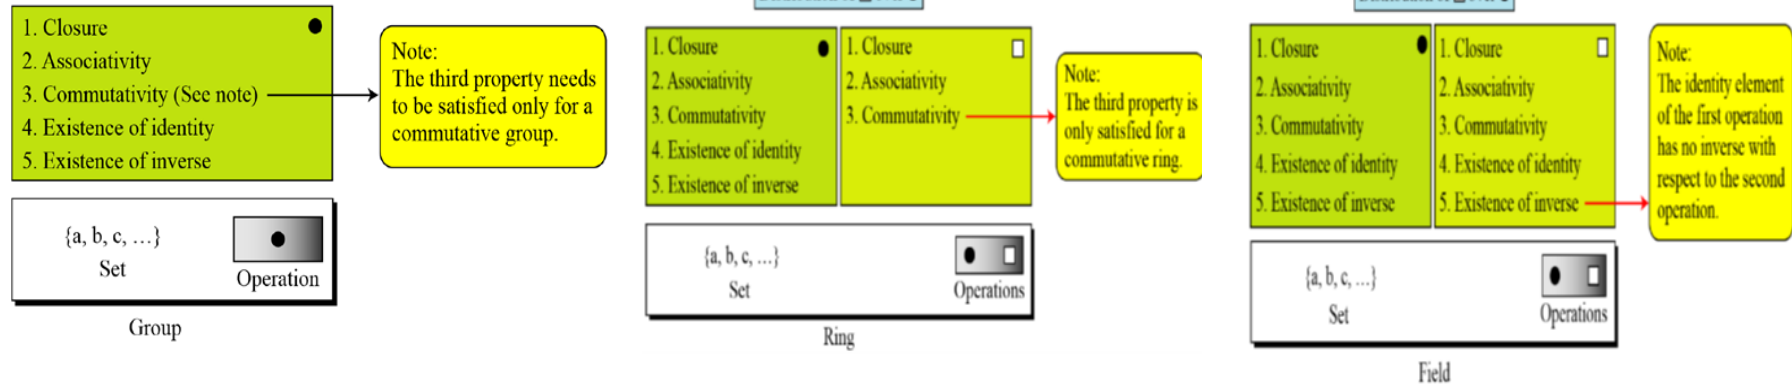 1. Closure
2. Associativity
3. Commutativity (See note)
4. Existence of identity
5. Existence of inverse
Note:
The third property needs
to be satisfied only for a
commutative group.
{a, b, c, …}
Set
Operation
Group
1. Closure
2. Associativity
3. Commutativity
4. Existence of identity
5. Existence of inverse
1. Closure
2. Associativity
3. Commutativity
Note:
The third property is
only satisfied for a
commutative ring.
{a, b, c, …}
Set
Operations
Ring
1. Closure
2. Associativity
3. Commutativity
4. Existence of identity
5. Existence of inverse
1. Closure
2. Associativity
3. Commutativity
4. Existence of identity
5. Existence of inverse
Note:
The identity element
of the first operation
has no inverse with
respect to the second
operation.
{a, b, c, …}
Set
Operations
Field